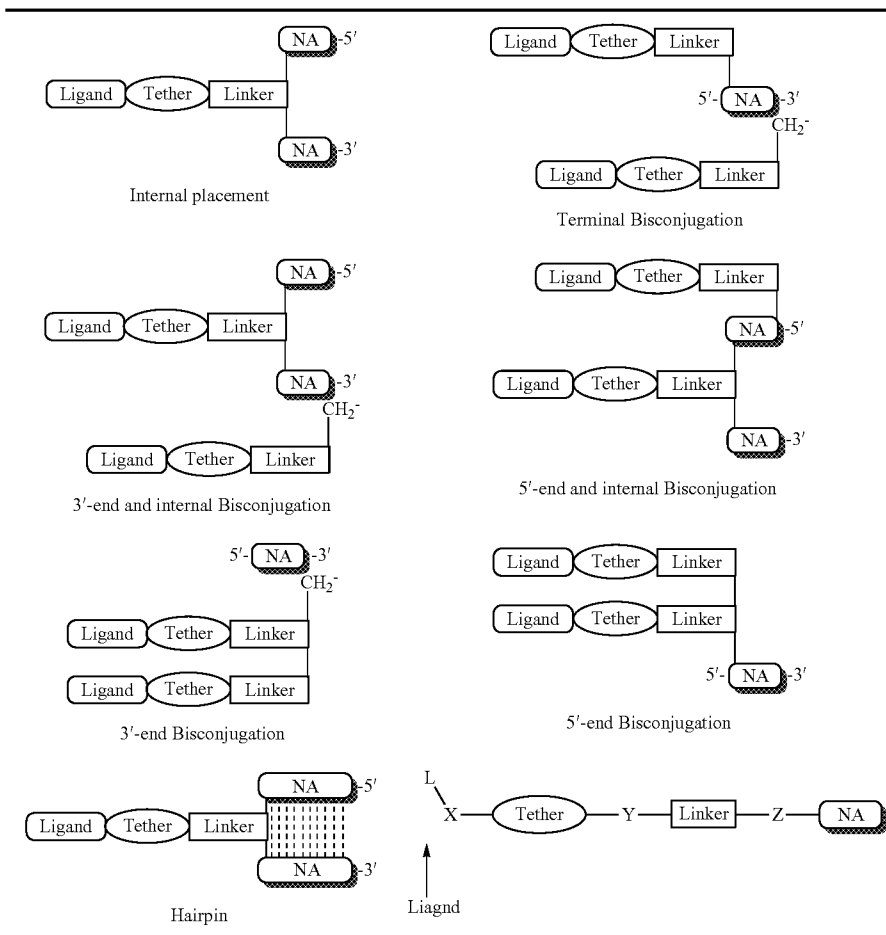 NA -5′
Ligand Tether Linker
NA -3′
Internal placement
Ligand Tether Linker
5′- NA -3′
CH2-
Ligand Tether Linker
Terminal Bisconjugation
NA -5′
Ligand Tether Linker
NA -3′
CH2-
Ligand Tether Linker
3′-end and internal Bisconjugation
Ligand Tether Linker
NA -5′
Ligand Tether Linker
NA -3′
5′-end and internal Bisconjugation
5′- NA -3′
CH2-
Ligand Tether Linker
Ligand Tether Linker
3′-end Bisconjugation
Ligand Tether Linker
Ligand Tether Linker
5′- NA -3′
5′-end Bisconjugation
NA -5′
Ligand Tether Linker
NA -3′
Hairpin
L
X Tether Y Linker Z NA
Liagnd